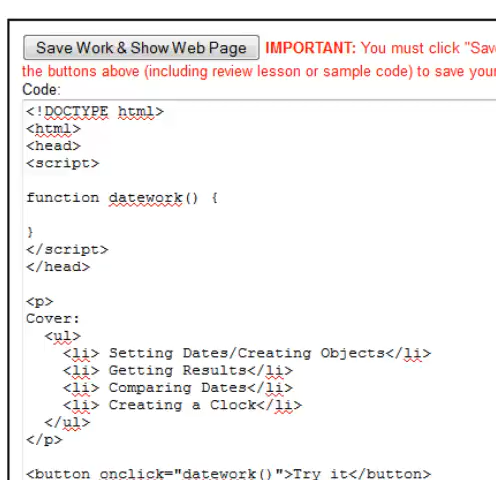 Save Work & Show Web Page IMPORTANT: You must click "Sav
the buttons above (including review lesson or sample code) to save your
Code:
<!DOCTYPE html>
<html>
<head>
<script>
function datework() {
}
</script>
</head>
<p>
Cover:
<ul>
<li> Setting Dates/Creating Objects</li>
<li> Getting Results</li>
<li> Comparing Dates</li>
<li> Creating a Clock</li>
</ul>
</p>
<button onclick="datework()">Try it</button>